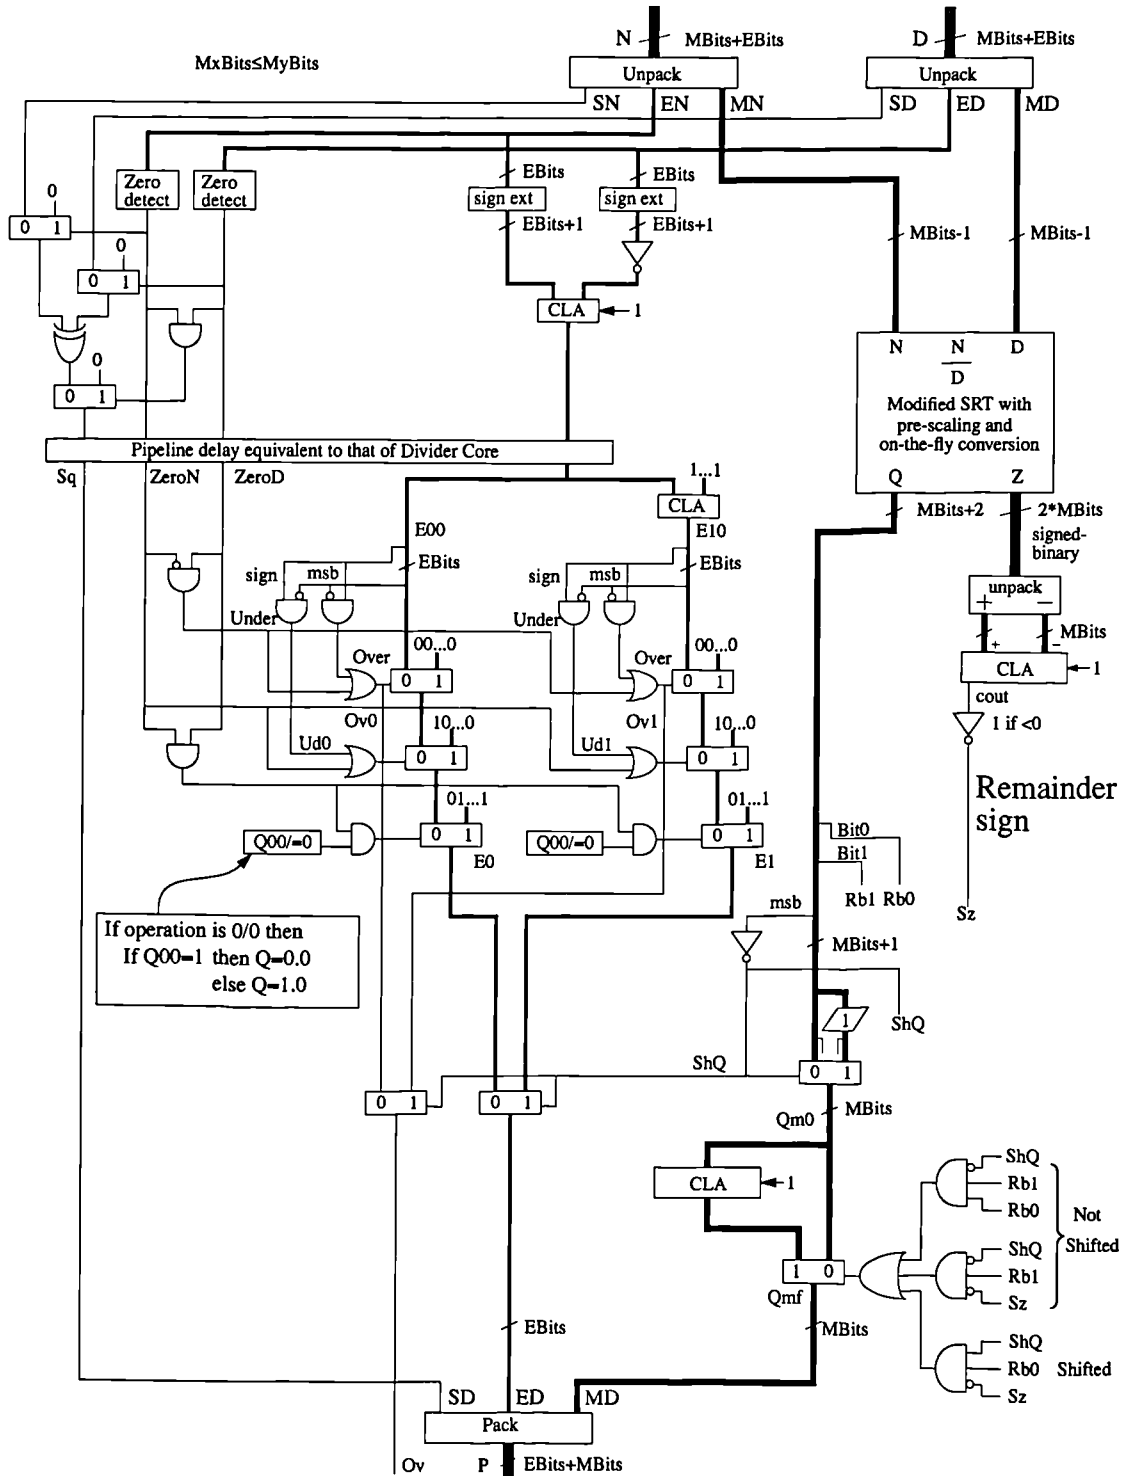 N MBits+EBits
D MBits+EBits
MxBits≤MyBits
Unpack
Unpack
SN EN MN
SD ED MD
Zero detect
Zero detect
EBits
EBits
sign ext
sign ext
EBits+1
EBits+1
0
0 1
0
0 1
MBits-1
MBits-1
CLA 1
0
0 1
N N D
D
Modified SRT with
pre-scaling and
on-the-fly conversion
Q Z
Pipeline delay equivalent to that of Divider Core
Sq ZeroN ZeroD
1...1
CLA
MBits+2
2*MBits
signed-
binary
E00
E10
EBits
EBits
sign msb
sign msb
unpack
+ −
Under
Under
MBits
+ −
00...0
00...0
Over
Over
0 1
0 1
CLA 1
cout
1 if <0
Ov0
Ov1
10...0
10...0
Ud0
Ud1
0 1
0 1
Remainder
sign
01...1
01...1
0 1
0 1
Q00/=0
Q00/=0
E0
E1
Bit0
Bit1
Rb1 Rb0
Sz
msb
MBits+1
If operation is 0/0 then
If Q00=1 then Q=0.0
else Q=1.0
1
ShQ
ShQ
0 1
0 1
0 1
Qm0
MBits
CLA 1
ShQ
Rb1
Rb0
Not
Shifted
ShQ
Rb1
Sz
1 0
Qmf
MBits
EBits
ShQ
Rb0 Shifted
Sz
SD ED MD
Pack
Ov P EBits+MBits